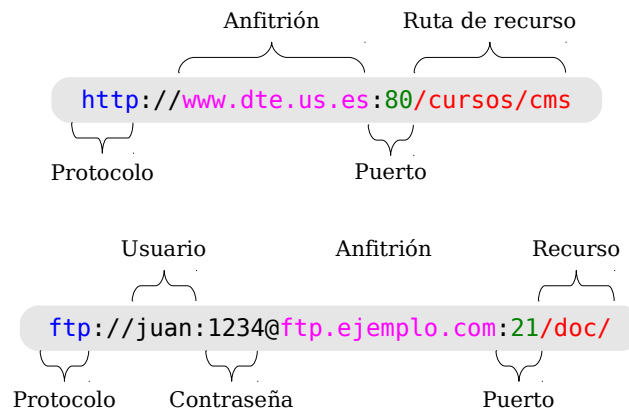 Anfitrión Ruta de recurso
http://www.dte.us.es:80/cursos/cms
Protocolo Puerto
Usuario Anfitrión Recurso
ftp://juan:1234@ftp.ejemplo.com:21/doc/
Protocolo Contraseña Puerto